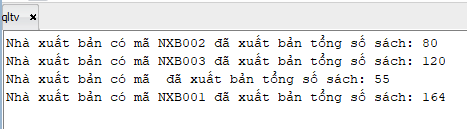 qltv ×
Nhà xuất bản có mã NXB002 đã xuất bản tổng số sách: 80
Nhà xuất bản có mã NXB003 đã xuất bản tổng số sách: 120
Nhà xuất bản có mã  đã xuất bản tổng số sách: 55
Nhà xuất bản có mã NXB001 đã xuất bản tổng số sách: 164